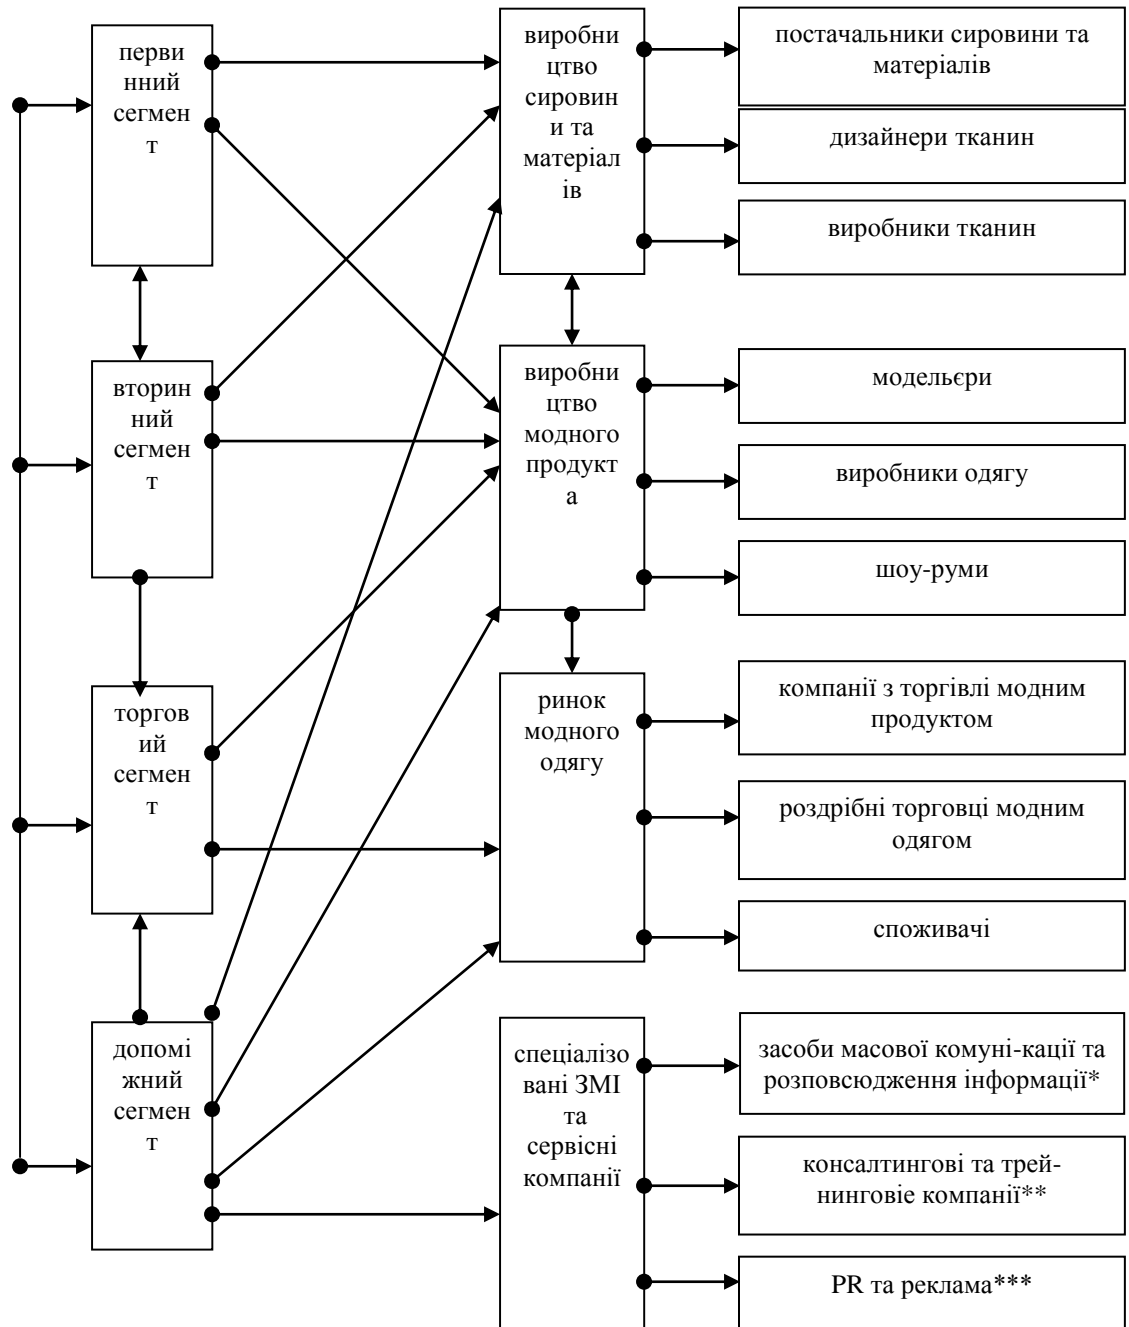 перви
нний
сегмен
т
виробни
цтво
сировин
и та
матеріал
ів
постачальники сировини та
матеріалів
дизайнери тканин
виробники тканин
вторин
ний
сегмен
т
виробни
цтво
модного
продукт
а
модельєри
виробники одягу
шоу-руми
торгов
ий
сегмен
т
ринок
модного
одягу
компанії з торгівлі модним
продуктом
роздрібні торговці модним
одягом
споживачі
допомі
жний
сегмен
т
спеціалізо
вані ЗМІ
та
сервісні
компанії
засоби масової комуні-кації та
розповсюдження інформації*
консалтингові та трей-
нинговіе компанії**
PR та реклама***